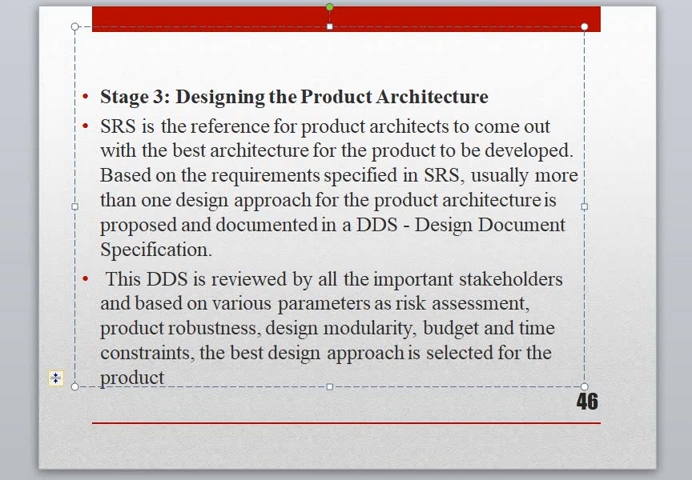 Stage 3: Designing the Product Architecture
SRS is the reference for product architects to come out
with the best architecture for the product to be developed.
Based on the requirements specified in SRS, usually more
than one design approach for the product architecture is
proposed and documented in a DDS - Design Document
Specification.
This DDS is reviewed by all the important stakeholders
and based on various parameters as risk assessment,
product robustness, design modularity, budget and time
constraints, the best design approach is selected for the
product
46